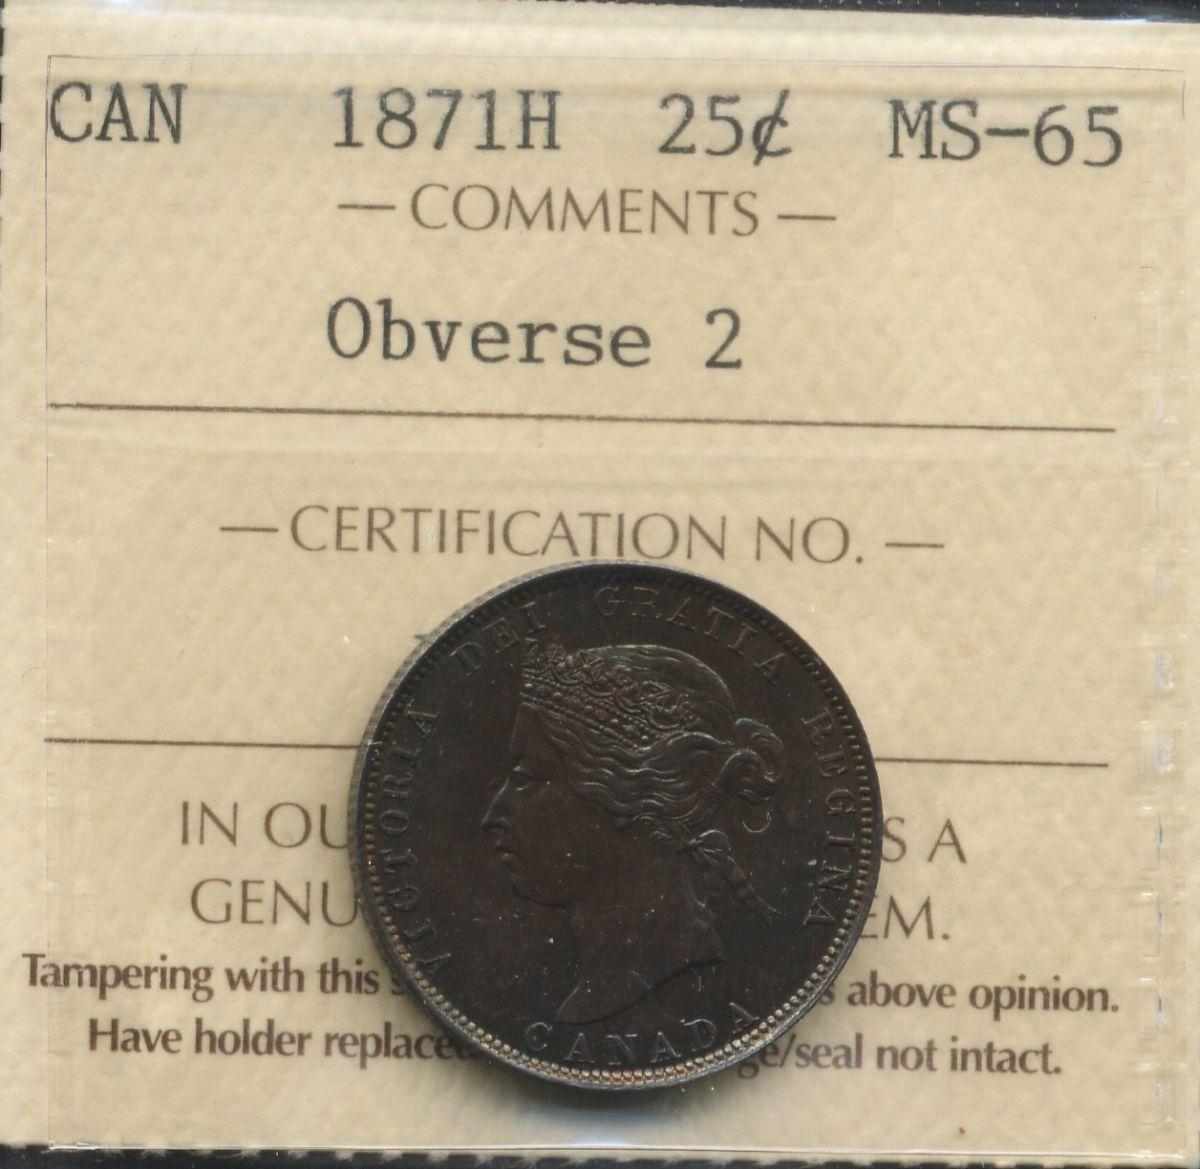 CAN 1871H 25¢ MS-65
— COMMENTS —
Obverse 2
— CERTIFICATION NO. —
VICTORIA DEI GRATIA REGINA
CANADA
IN OU S A
GENU EM.
Tampering with this s s above opinion.
Have holder replace ge/seal not intact.